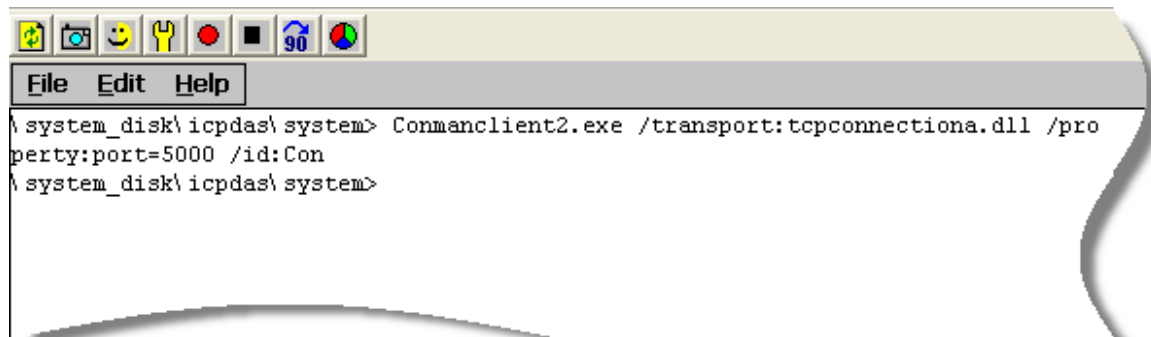 90
File Edit Help
\system_disk\icpdas\system> Conmanclient2.exe /transport:tcpconnectiona.dll /pro
perty:port=5000 /id:Con
\system_disk\icpdas\system>